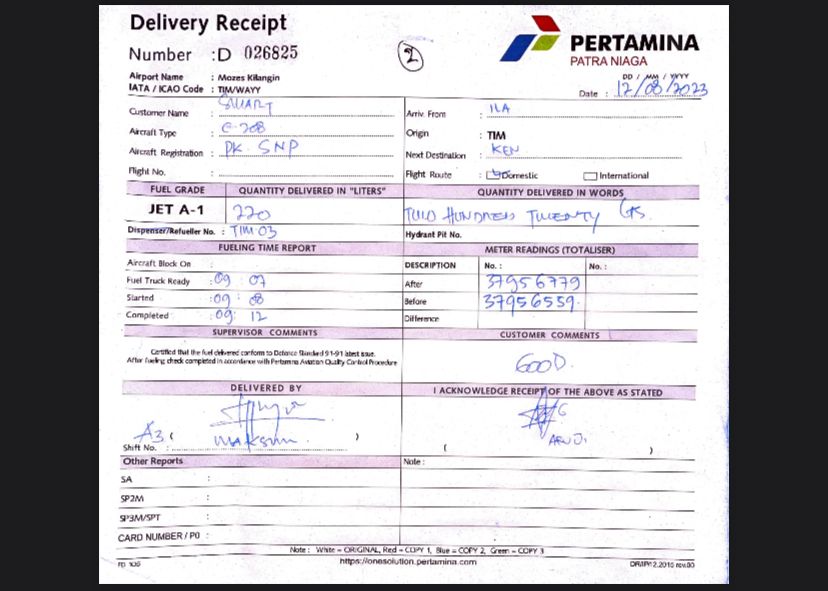 Delivery Receipt
Number : D 026825
2
PERTAMINA
PATRA NIAGA
Airport Name : Mozes Kilangin
IATA / ICAO Code : TIM/WAYY
DD / MM / YYYY
Date : 12/08/2023
Customer Name : SMART
Arriv. From : ILA
Aircraft Type : C-208
Origin : TIM
Aircraft Registration : PK. SNP
Next Destination : KEN
Flight No. :
Flight Route : Domestic International
FUEL GRADE QUANTITY DELIVERED IN "LITERS" QUANTITY DELIVERED IN WORDS
JET A-1 220 TWO HUNDRED TWENTY
Dispenser/Refueller No. : TIM 03 Hydrant Pit No.
FUELING TIME REPORT METER READINGS (TOTALISER)
Aircraft Block On : DESCRIPTION No. : No. :
Fuel Truck Ready : 09 : 07 After 37956779
Started : 09 : 08 Before 37956559.
Completed : 09 : 12 Difference
SUPERVISOR COMMENTS CUSTOMER COMMENTS
Certified that the fuel delivered conform to Defence Standard 91-91 latest issue.
After fueling check completed in accordance with Pertamina Aviation Quality Control Procedure
GOOD.
DELIVERED BY I ACKNOWLEDGE RECEIPT OF THE ABOVE AS STATED
A3 ( MAKSUM ) ( )
Shift No. :
Other Reports Note :
SA :
SP2M :
SP3M/SPT :
CARD NUMBER / PO :
Note : White = ORIGINAL, Red = COPY 1, Blue = COPY 2, Green = COPY 3
https://onesolution.pertamina.com